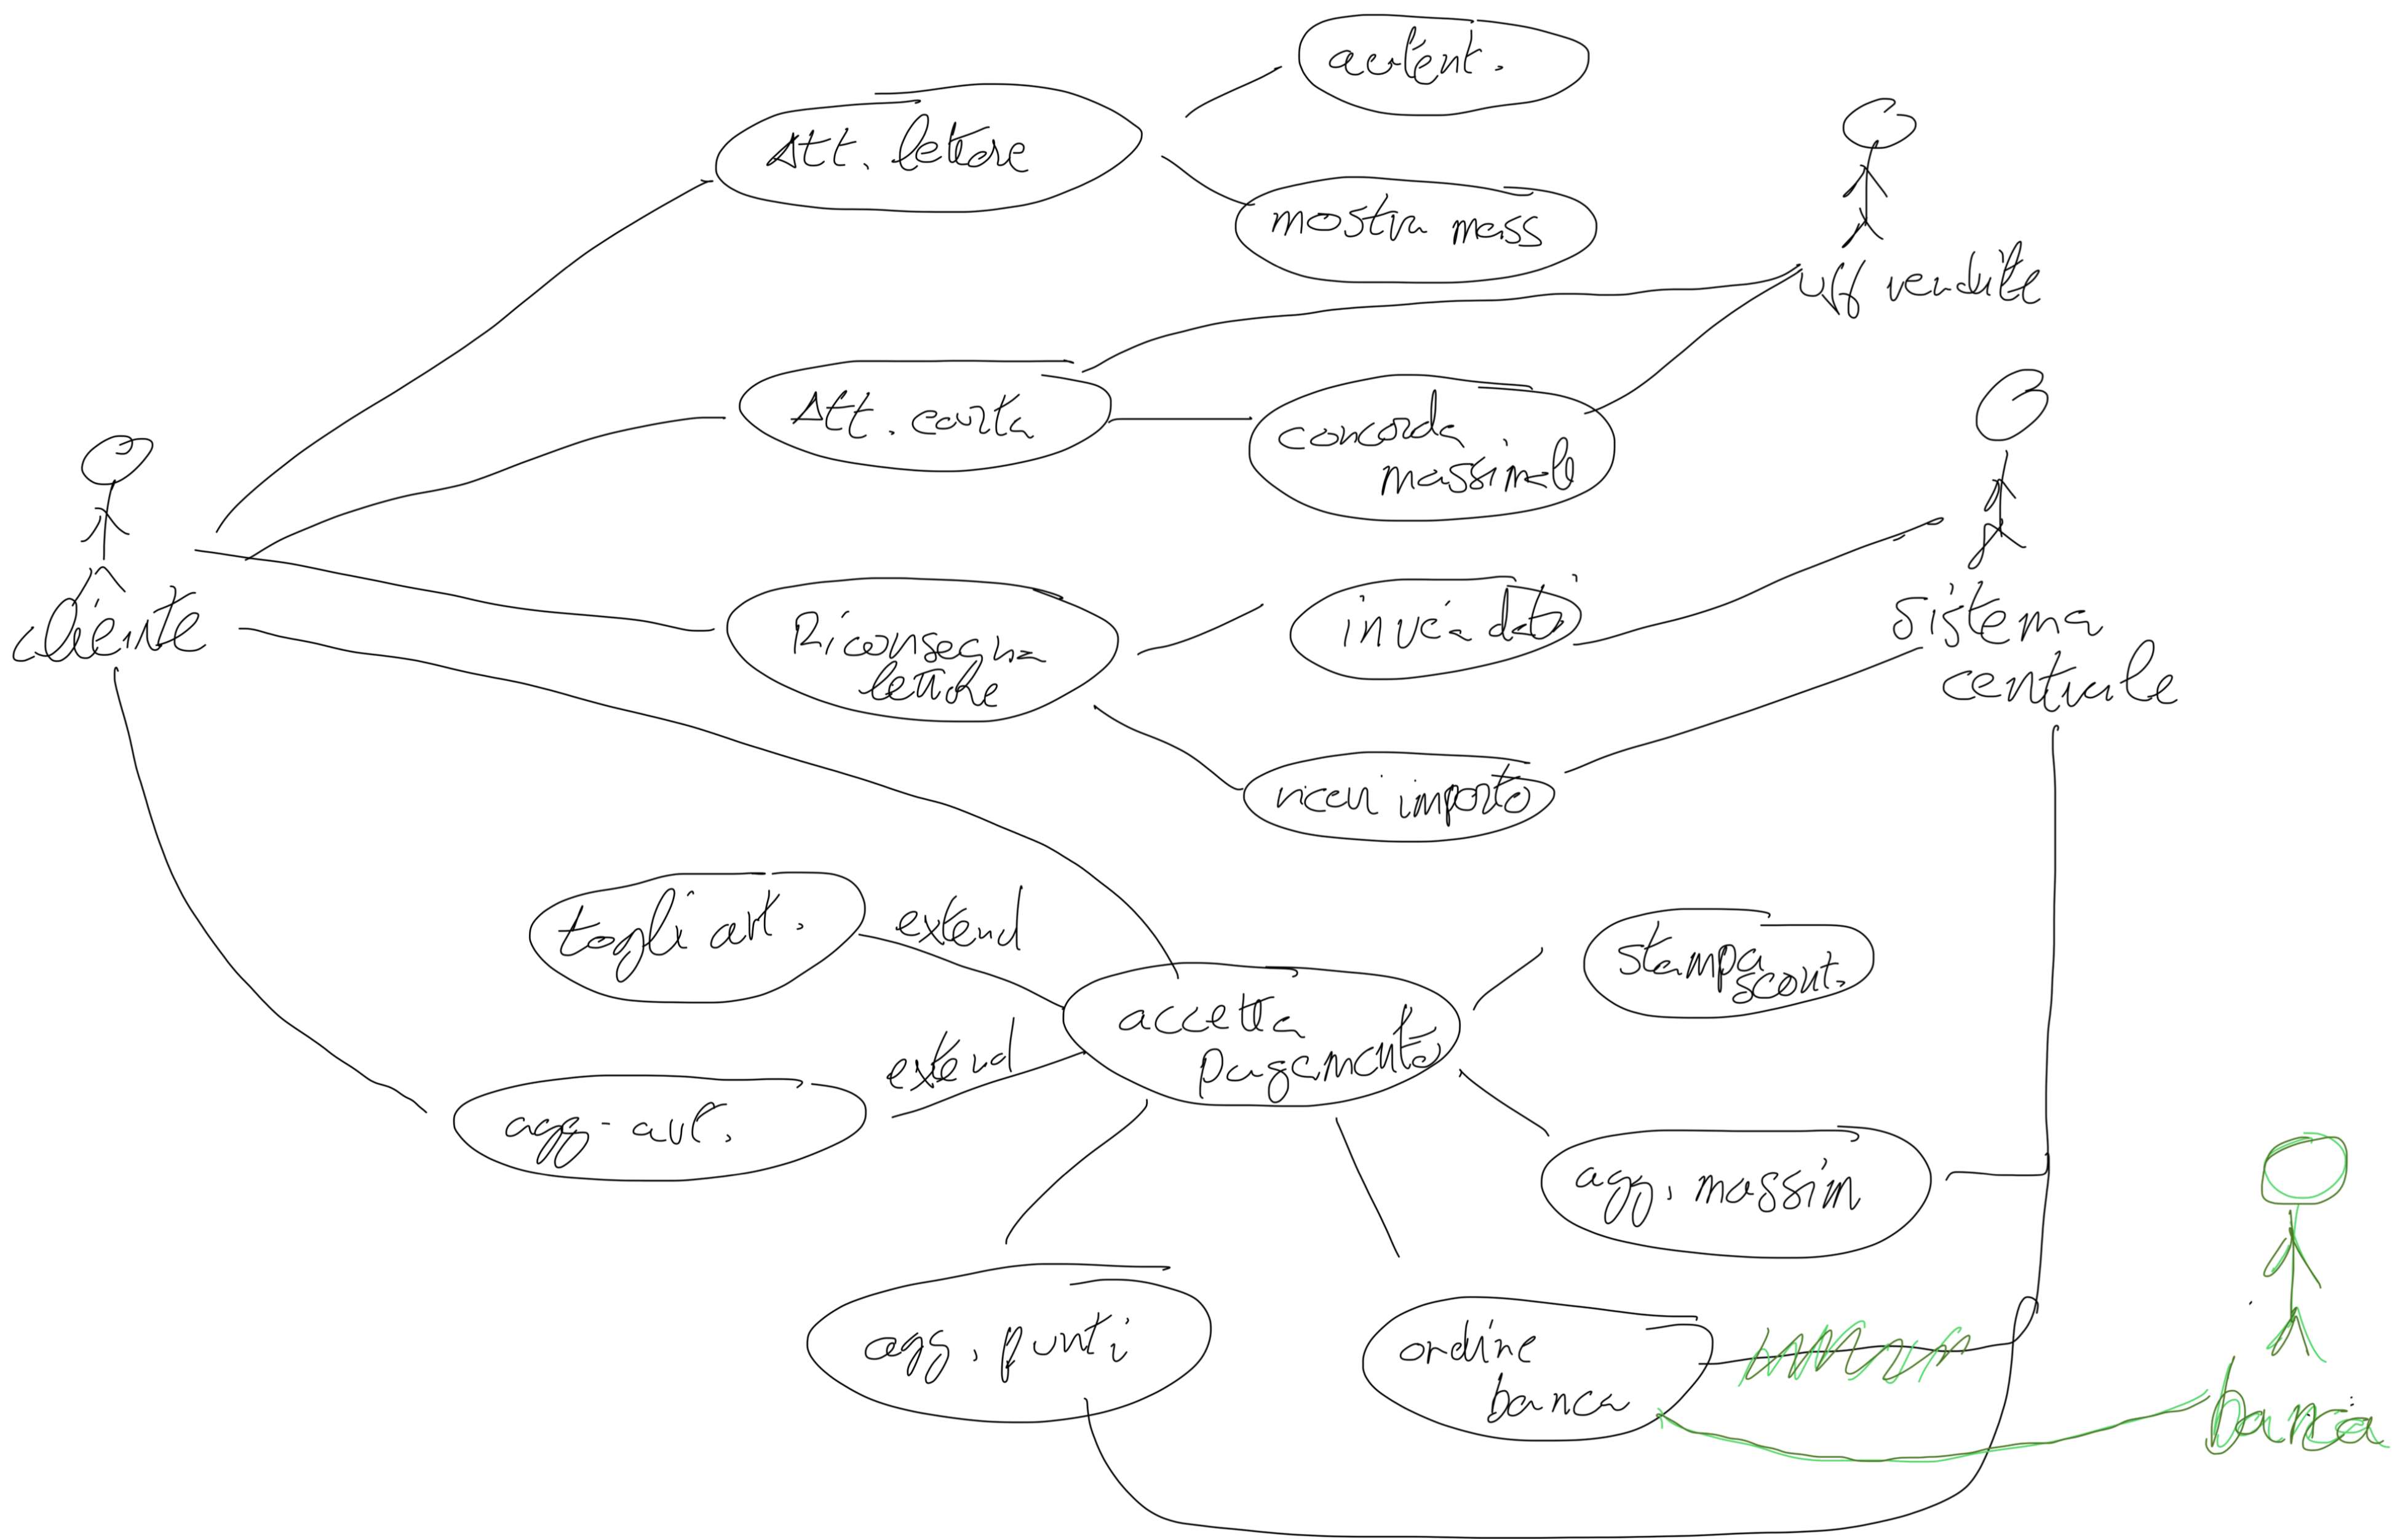 autent.
Att. lettore
mostra mass
uff vendite
Att. carta
concorda
massimale
cliente
Riconsegna
lettore
invia dati
sistema
centrale
ricevi importo
togli art.
extend
stampa
scont.
accetta
pagamento
extend
agg. art.
agg. massim
agg. punti
ordine
banca
banca